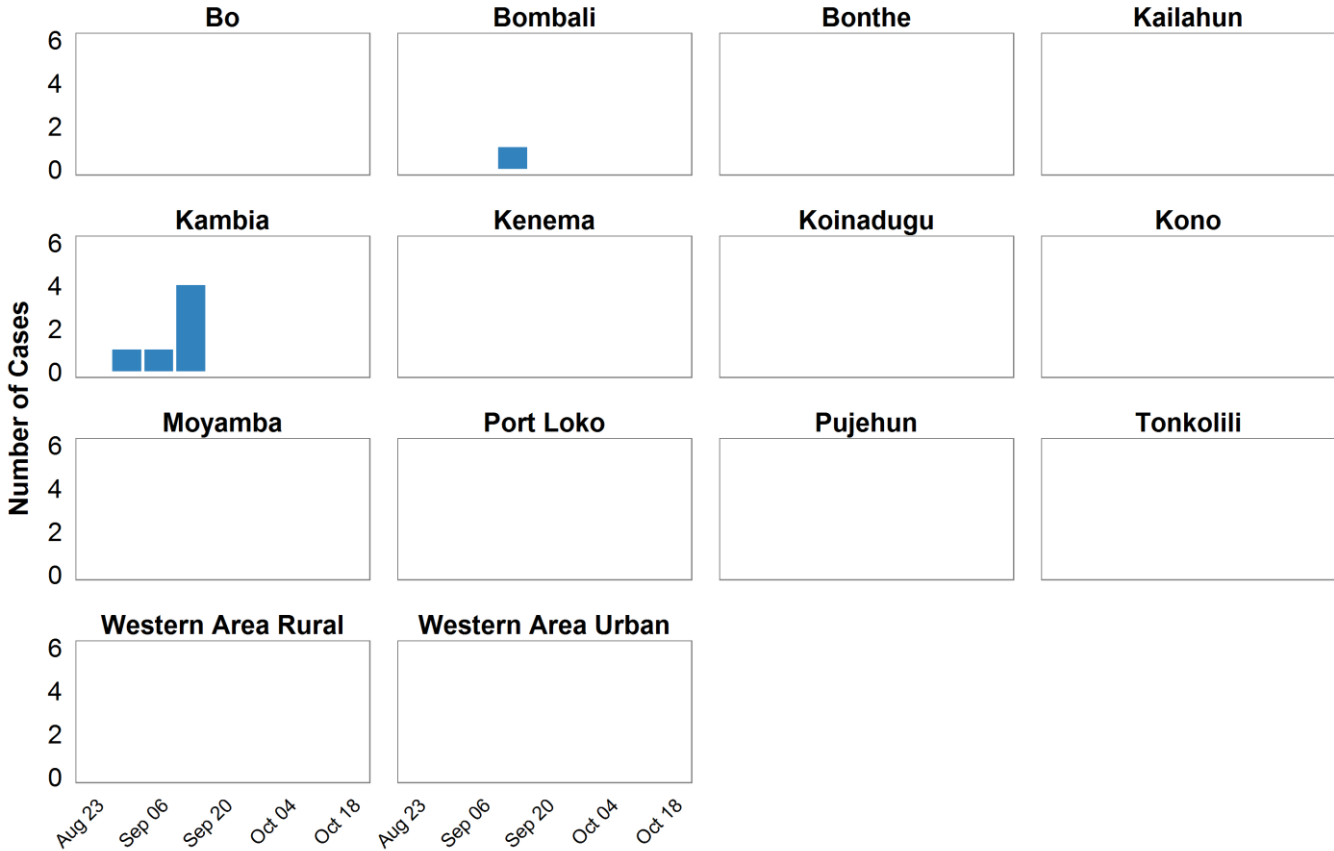 Bo Bombali Bonthe Kailahun
6
4
2
0
Kambia Kenema Koinadugu Kono
6
4
2
0
Number of Cases
Moyamba Port Loko Pujehun Tonkolili
6
4
2
0
Western Area Rural Western Area Urban
6
4
2
0
Aug 23 Sep 06 Sep 20 Oct 04 Oct 18 Aug 23 Sep 06 Sep 20 Oct 04 Oct 18